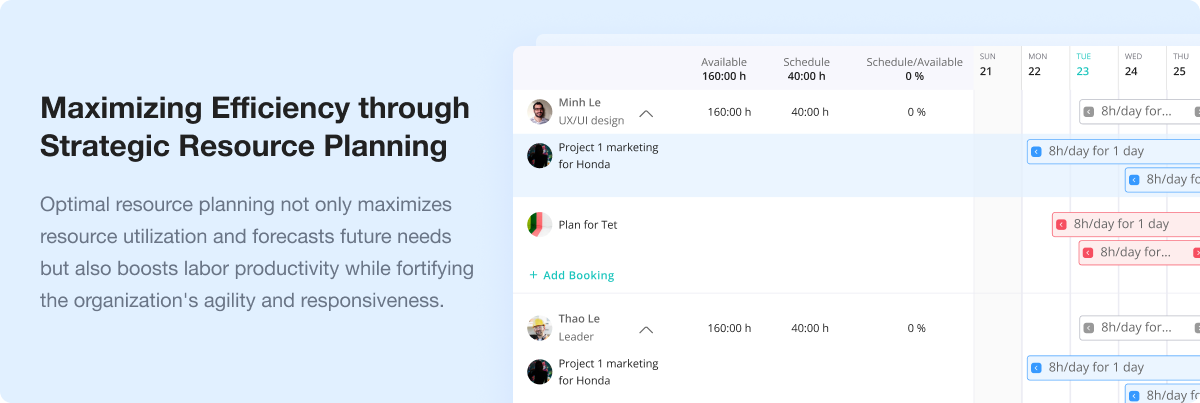 Maximizing Efficiency through
Strategic Resource Planning
Optimal resource planning not only maximizes
resource utilization and forecasts future needs
but also boosts labor productivity while fortifying
the organization's agility and responsiveness.
Available Schedule Schedule/Available
160:00 h 40:00 h 0 %
SUN MON TUE WED THU
21 22 23 24 25
Minh Le
UX/UI design
160:00 h 40:00 h 0 %
8h/day for...
Project 1 marketing
for Honda
8h/day for 1 day
8h/day fo
Plan for Tet
8h/day for 1 day
8h/day for...
+ Add Booking
Thao Le
Leader
160:00 h 40:00 h 0 %
8h/day for...
Project 1 marketing
for Honda
8h/day for 1 day
8h/day fo